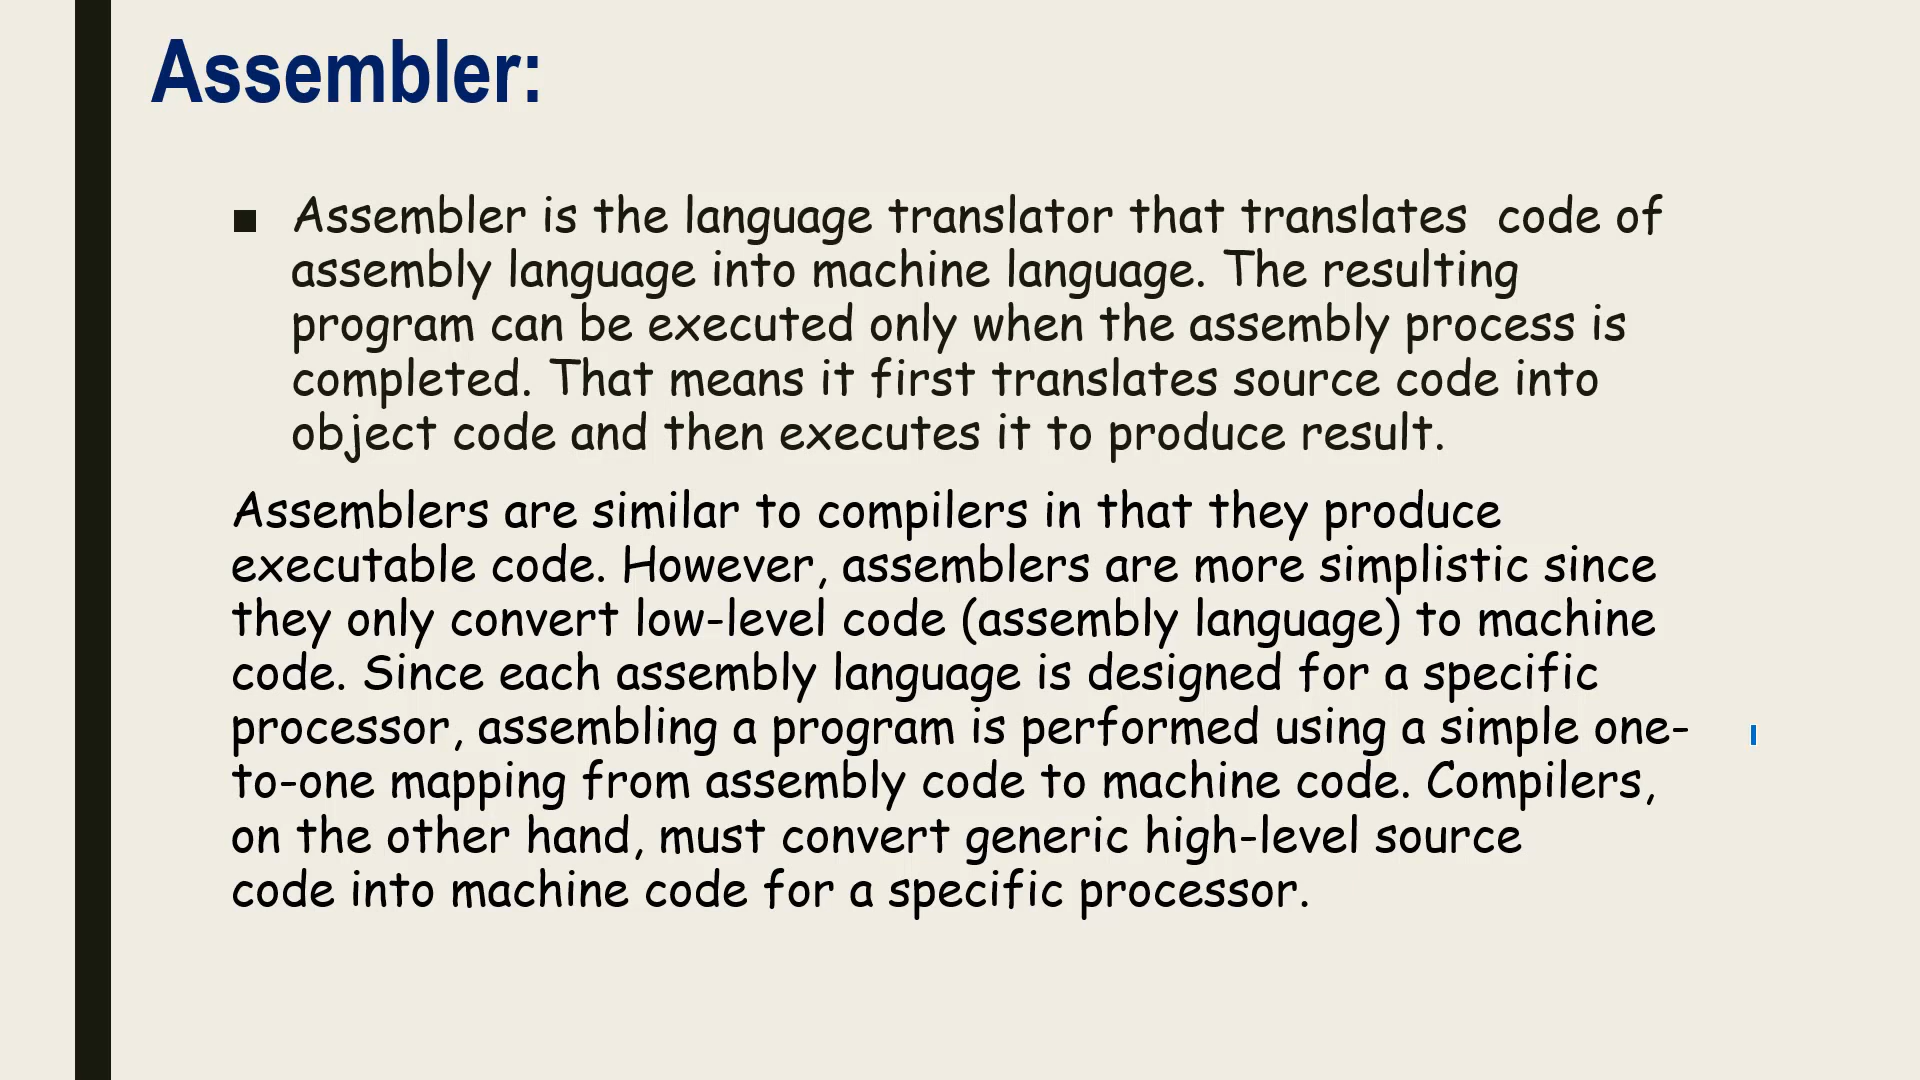 Assembler:
■ Assembler is the language translator that translates  code of
assembly language into machine language. The resulting
program can be executed only when the assembly process is
completed. That means it first translates source code into
object code and then executes it to produce result.
Assemblers are similar to compilers in that they produce
executable code. However, assemblers are more simplistic since
they only convert low-level code (assembly language) to machine
code. Since each assembly language is designed for a specific
processor, assembling a program is performed using a simple one-
to-one mapping from assembly code to machine code. Compilers,
on the other hand, must convert generic high-level source
code into machine code for a specific processor.